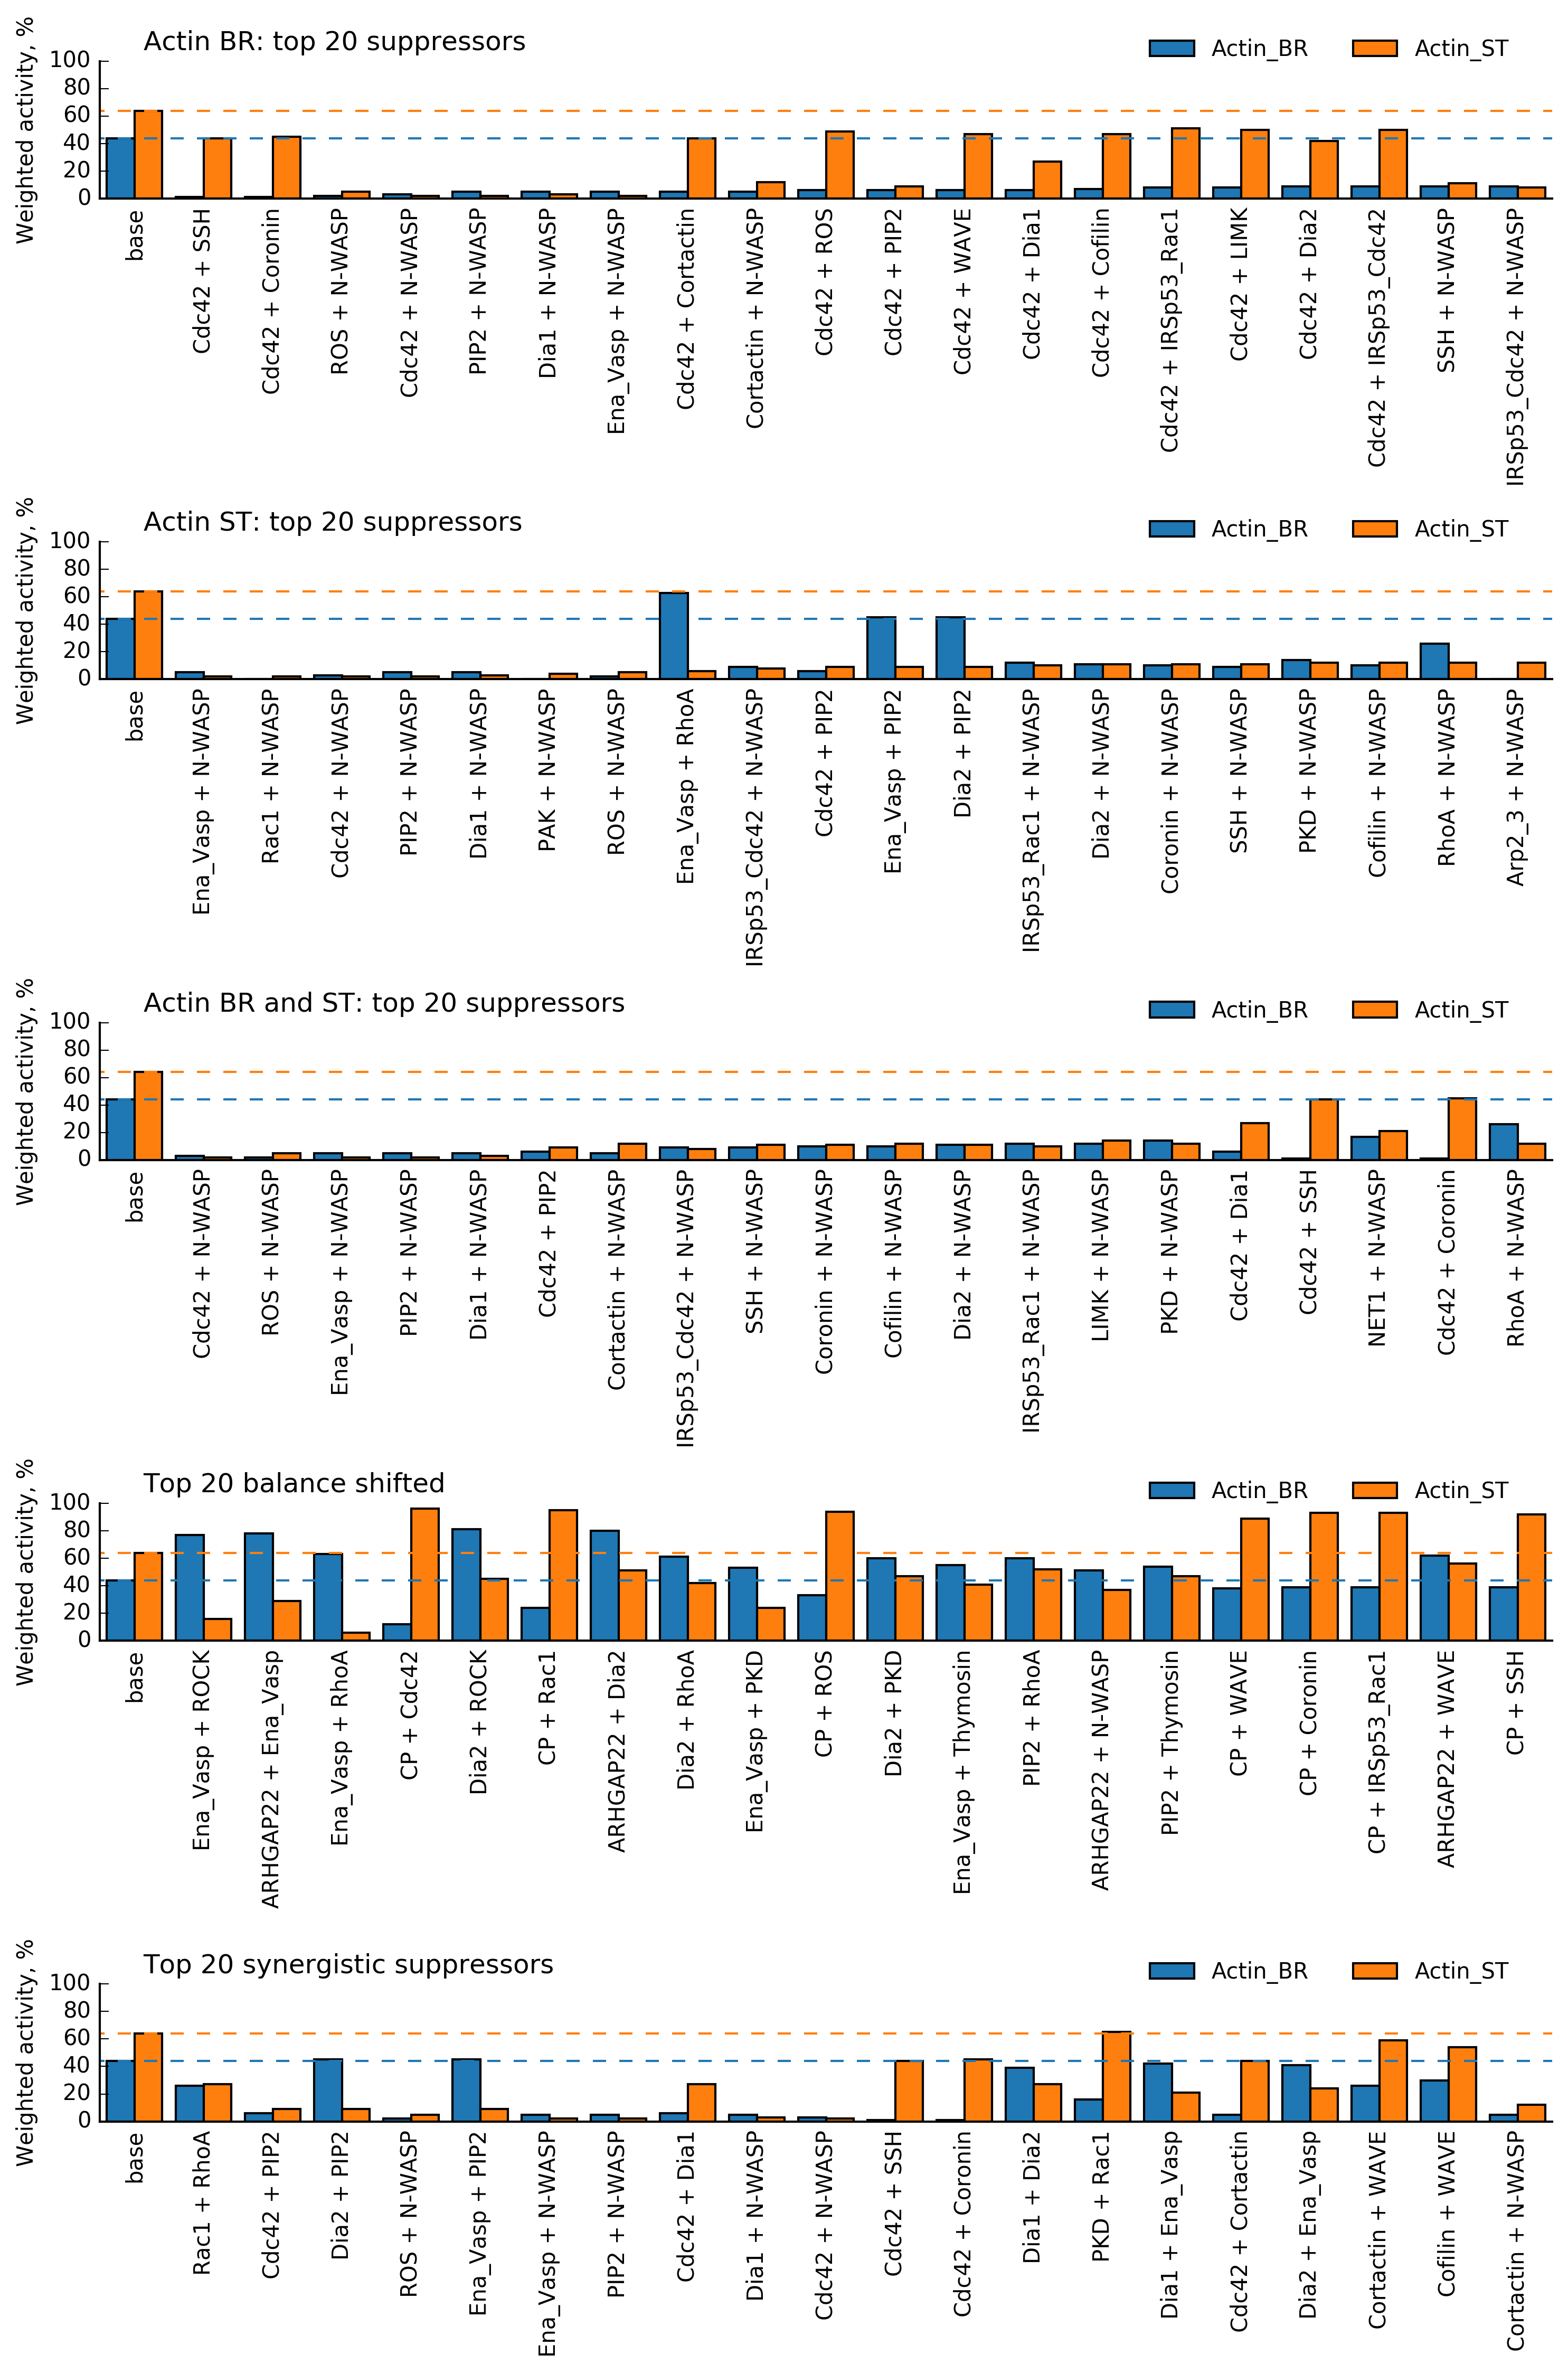 Actin BR: top 20 suppressors
Actin_BR
Actin_ST
Weighted activity, %
100
80
60
40
20
0
base
Cdc42 + SSH
Cdc42 + Coronin
ROS + N-WASP
Cdc42 + N-WASP
PIP2 + N-WASP
Dia1 + N-WASP
Ena_Vasp + N-WASP
Cdc42 + Cortactin
Cortactin + N-WASP
Cdc42 + ROS
Cdc42 + PIP2
Cdc42 + WAVE
Cdc42 + Dia1
Cdc42 + Cofilin
Cdc42 + IRSp53_Rac1
Cdc42 + LIMK
Cdc42 + Dia2
Cdc42 + IRSp53_Cdc42
SSH + N-WASP
IRSp53_Cdc42 + N-WASP
Actin ST: top 20 suppressors
Actin_BR
Actin_ST
Weighted activity, %
100
80
60
40
20
0
base
Ena_Vasp + N-WASP
Rac1 + N-WASP
Cdc42 + N-WASP
PIP2 + N-WASP
Dia1 + N-WASP
PAK + N-WASP
ROS + N-WASP
Ena_Vasp + RhoA
IRSp53_Cdc42 + N-WASP
Cdc42 + PIP2
Ena_Vasp + PIP2
Dia2 + PIP2
IRSp53_Rac1 + N-WASP
Dia2 + N-WASP
Coronin + N-WASP
SSH + N-WASP
PKD + N-WASP
Cofilin + N-WASP
RhoA + N-WASP
Arp2_3 + N-WASP
Actin BR and ST: top 20 suppressors
Actin_BR
Actin_ST
Weighted activity, %
100
80
60
40
20
0
base
Cdc42 + N-WASP
ROS + N-WASP
Ena_Vasp + N-WASP
PIP2 + N-WASP
Dia1 + N-WASP
Cdc42 + PIP2
Cortactin + N-WASP
IRSp53_Cdc42 + N-WASP
SSH + N-WASP
Coronin + N-WASP
Cofilin + N-WASP
Dia2 + N-WASP
IRSp53_Rac1 + N-WASP
LIMK + N-WASP
PKD + N-WASP
Cdc42 + Dia1
Cdc42 + SSH
NET1 + N-WASP
Cdc42 + Coronin
RhoA + N-WASP
Top 20 balance shifted
Actin_BR
Actin_ST
Weighted activity, %
100
80
60
40
20
0
base
Ena_Vasp + ROCK
ARHGAP22 + Ena_Vasp
Ena_Vasp + RhoA
CP + Cdc42
Dia2 + ROCK
CP + Rac1
ARHGAP22 + Dia2
Dia2 + RhoA
Ena_Vasp + PKD
CP + ROS
Dia2 + PKD
Ena_Vasp + Thymosin
PIP2 + RhoA
ARHGAP22 + N-WASP
PIP2 + Thymosin
CP + WAVE
CP + Coronin
CP + IRSp53_Rac1
ARHGAP22 + WAVE
CP + SSH
Top 20 synergistic suppressors
Actin_BR
Actin_ST
Weighted activity, %
100
80
60
40
20
0
base
Rac1 + RhoA
Cdc42 + PIP2
Dia2 + PIP2
ROS + N-WASP
Ena_Vasp + PIP2
Ena_Vasp + N-WASP
PIP2 + N-WASP
Cdc42 + Dia1
Dia1 + N-WASP
Cdc42 + N-WASP
Cdc42 + SSH
Cdc42 + Coronin
Dia1 + Dia2
PKD + Rac1
Dia1 + Ena_Vasp
Cdc42 + Cortactin
Dia2 + Ena_Vasp
Cortactin + WAVE
Cofilin + WAVE
Cortactin + N-WASP